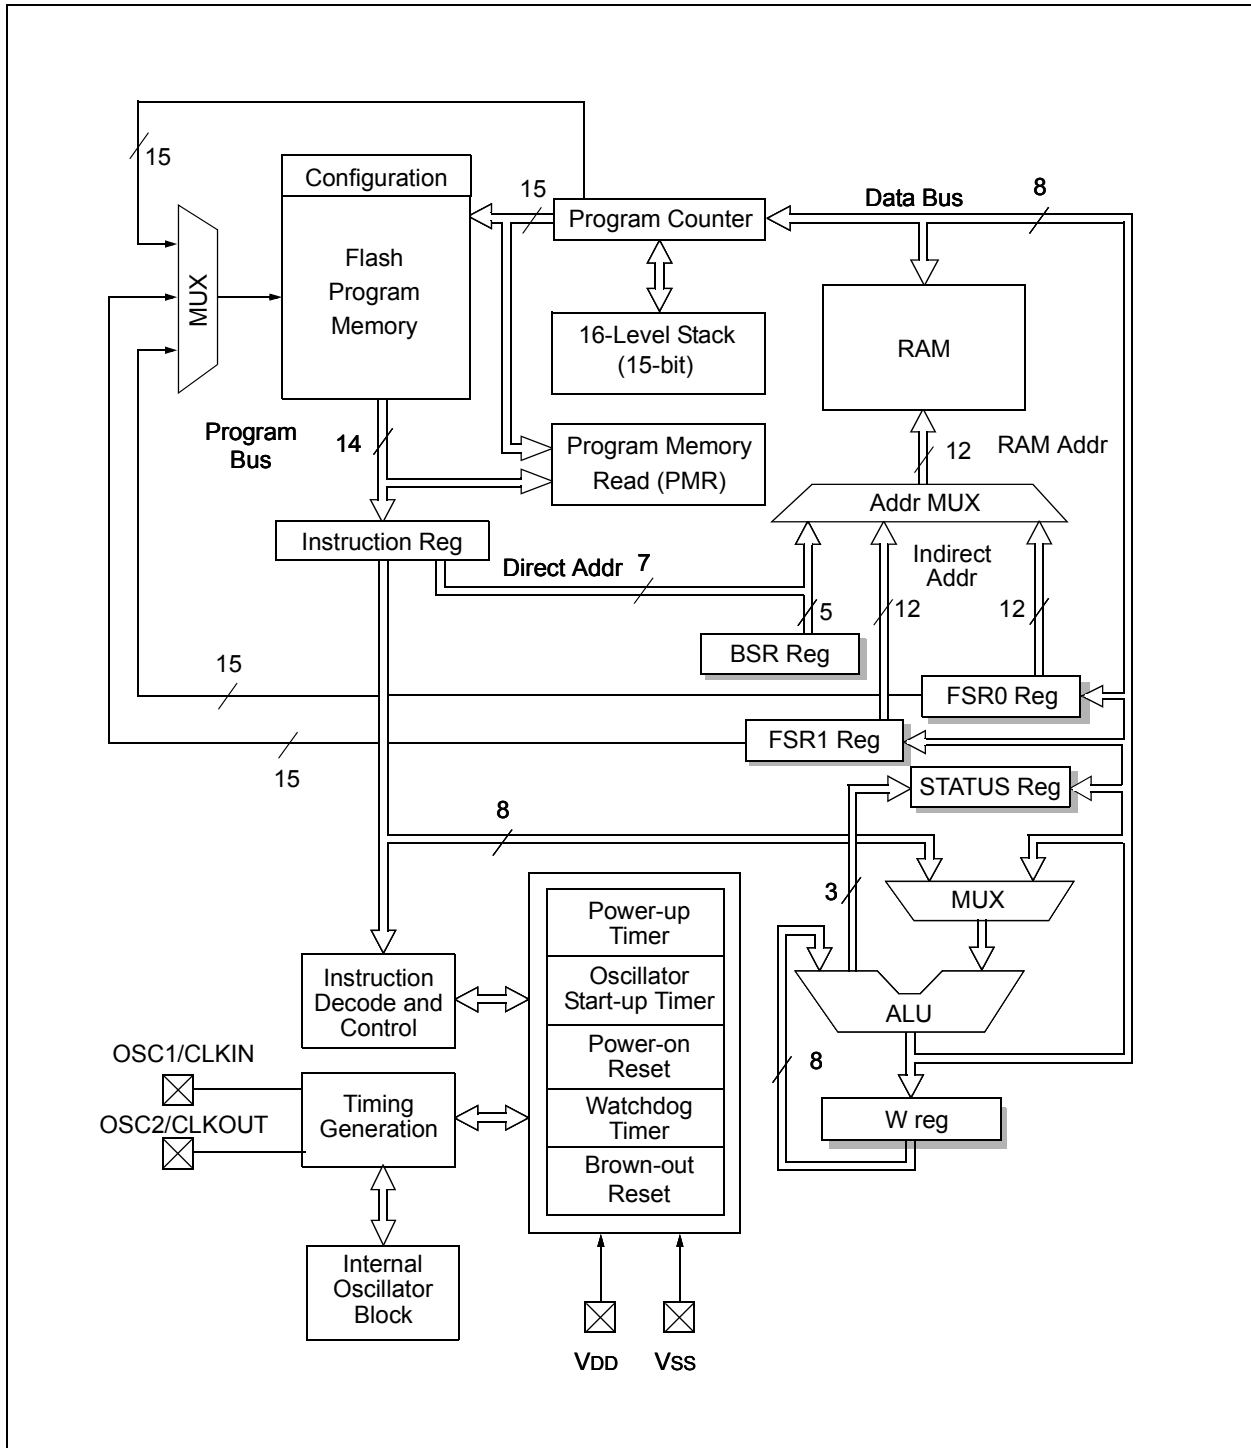 15
Configuration
15
Program Counter
Data Bus
8
MUX
Flash
Program
Memory
16-Level Stack
(15-bit)
RAM
Program
Bus
14
Program Memory
Read (PMR)
12
RAM Addr
Addr MUX
Instruction Reg
Direct Addr
7
Indirect
Addr
5
12
12
BSR Reg
15
FSR0 Reg
FSR1 Reg
15
STATUS Reg
8
3
MUX
Power-up
Timer
Instruction
Decode and
Control
Oscillator
Start-up Timer
ALU
OSC1/CLKIN
Power-on
Reset
8
OSC2/CLKOUT
Timing
Generation
Watchdog
Timer
W reg
Brown-out
Reset
Internal
Oscillator
Block
VDD
VSS